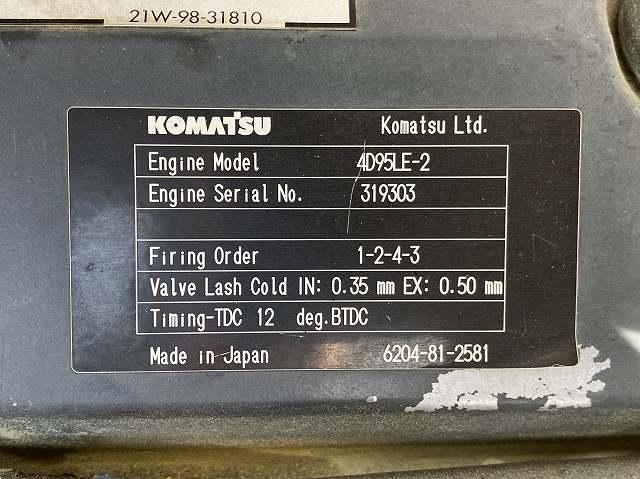 21W-98-31810
KOMATSU Komatsu Ltd.
Engine Model 4D95LE-2
Engine Serial No. 319303
Firing Order 1-2-4-3
Valve Lash Cold IN: 0.35 mm EX: 0.50 mm
Timing-TDC 12 deg.BTDC
Made in Japan 6204-81-2581